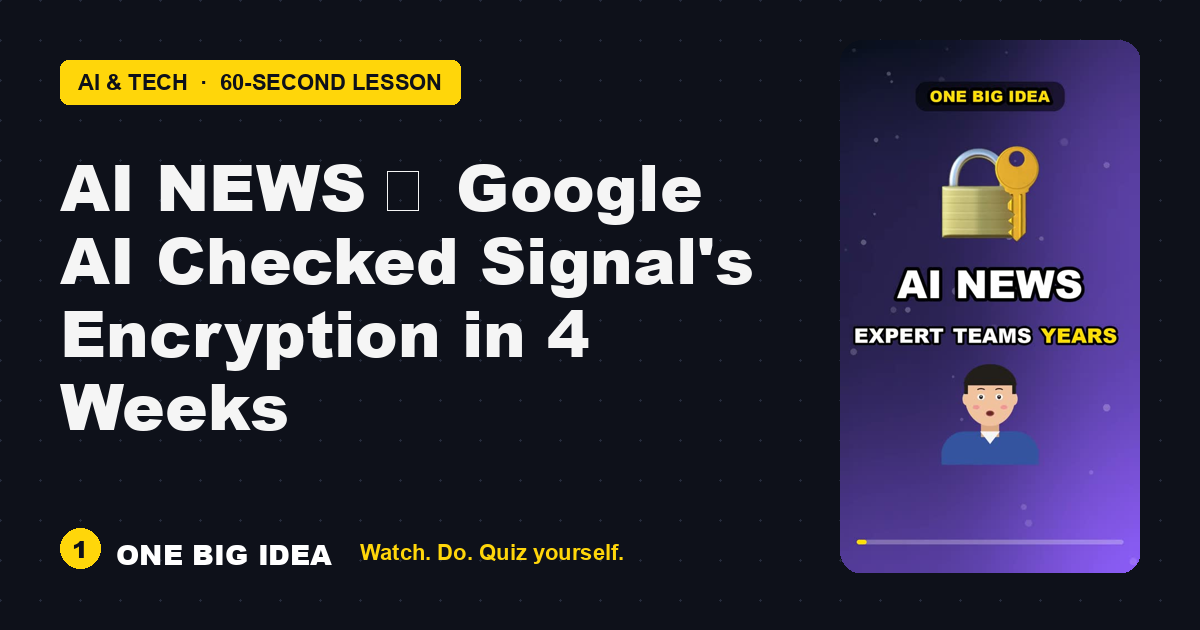 AI & TECH · 60-SECOND LESSON
AI NEWS □ Google
AI Checked Signal's
Encryption in 4
Weeks
1 ONE BIG IDEA Watch. Do. Quiz yourself.
ONE BIG IDEA
AI NEWS
EXPERT TEAMS YEARS